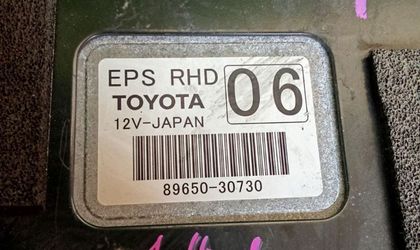 EPS RHD 06
TOYOTA
12V-JAPAN
89650-30730